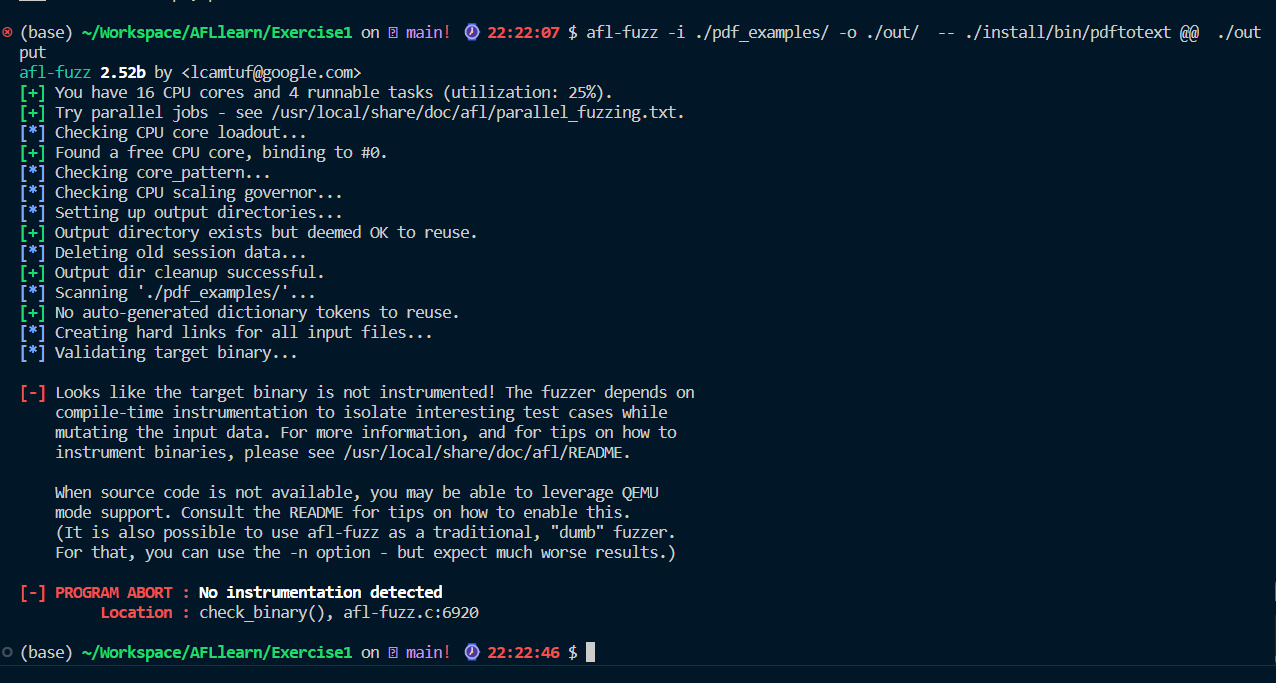 (base) ~/Workspace/AFLlearn/Exercise1 on main! 22:22:07 $ afl-fuzz -i ./pdf_examples/ -o ./out/  -- ./install/bin/pdftotext @@  ./out
put
afl-fuzz 2.52b by <lcamtuf@google.com>
[+] You have 16 CPU cores and 4 runnable tasks (utilization: 25%).
[+] Try parallel jobs - see /usr/local/share/doc/afl/parallel_fuzzing.txt.
[*] Checking CPU core loadout...
[+] Found a free CPU core, binding to #0.
[*] Checking core_pattern...
[*] Checking CPU scaling governor...
[*] Setting up output directories...
[+] Output directory exists but deemed OK to reuse.
[*] Deleting old session data...
[+] Output dir cleanup successful.
[*] Scanning './pdf_examples/'...
[+] No auto-generated dictionary tokens to reuse.
[*] Creating hard links for all input files...
[*] Validating target binary...
[-] Looks like the target binary is not instrumented! The fuzzer depends on
compile-time instrumentation to isolate interesting test cases while
mutating the input data. For more information, and for tips on how to
instrument binaries, please see /usr/local/share/doc/afl/README.
When source code is not available, you may be able to leverage QEMU
mode support. Consult the README for tips on how to enable this.
(It is also possible to use afl-fuzz as a traditional, "dumb" fuzzer.
For that, you can use the -n option - but expect much worse results.)
[-] PROGRAM ABORT : No instrumentation detected
Location : check_binary(), afl-fuzz.c:6920
(base) ~/Workspace/AFLlearn/Exercise1 on main! 22:22:46 $